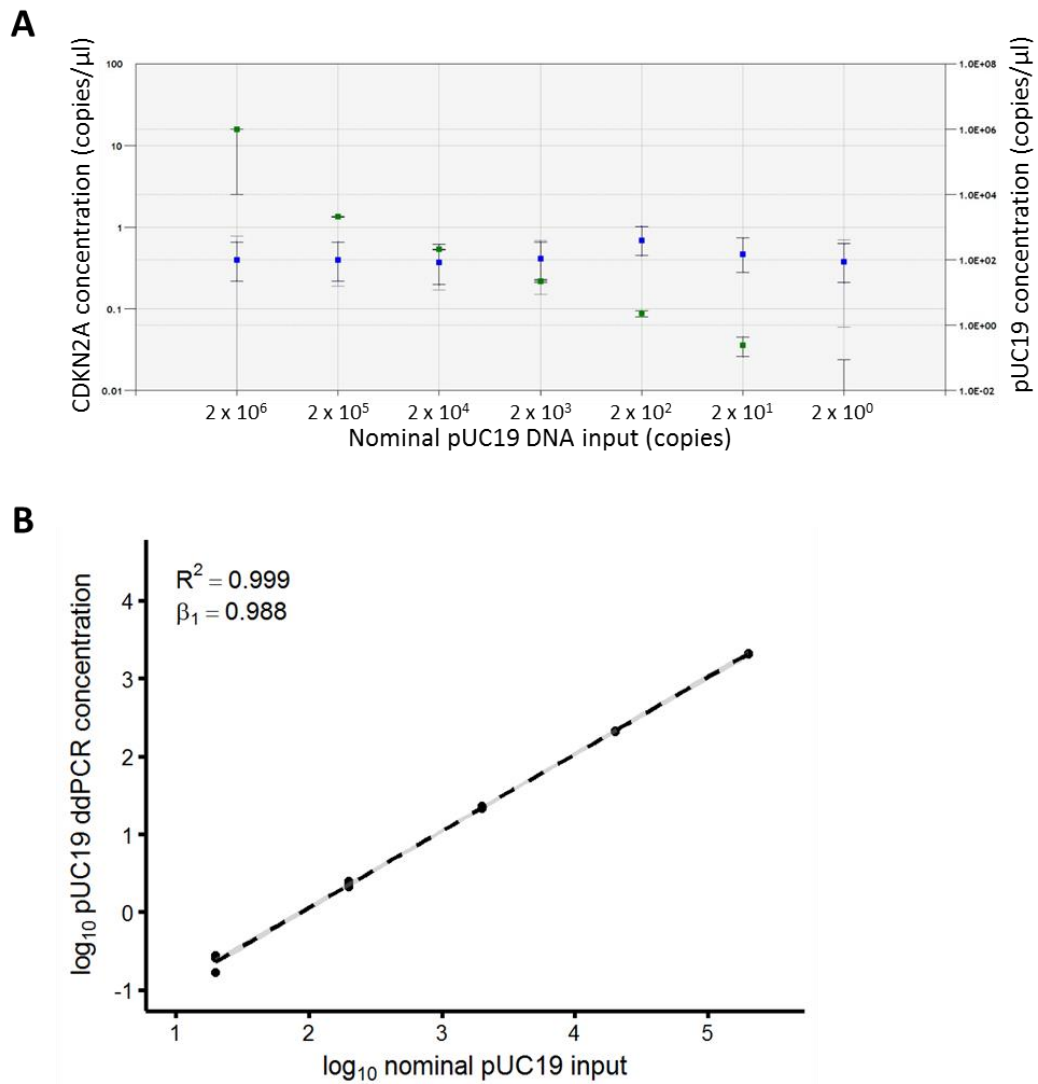 A
CDKN2A concentration (copies/µl)
100
10
1
0.1
0.01
pUC19 concentration (copies/µl)
1.0E+08
1.0E+06
1.0E+04
1.0E+02
1.0E+00
1.0E-02
2 x 10⁶ 2 x 10⁵ 2 x 10⁴ 2 x 10³ 2 x 10² 2 x 10¹ 2 x 10⁰
Nominal pUC19 DNA input (copies)
B
R² = 0.999
β₁ = 0.988
log₁₀ pUC19 ddPCR concentration
4
3
2
1
0
-1
1 2 3 4 5
log₁₀ nominal pUC19 input